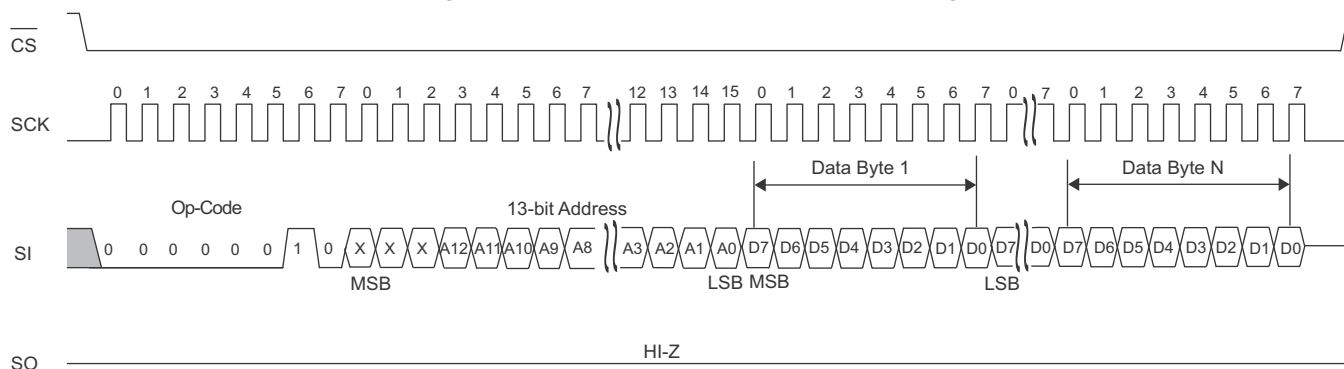 CS
0 1 2 3 4 5 6 7 0 1 2 3 4 5 6 7 12 13 14 15 0 1 2 3 4 5 6 7 0 7 0 1 2 3 4 5 6 7
SCK
Data Byte 1 Data Byte N
Op-Code 13-bit Address
SI 0 0 0 0 0 0 1 0 X X X A12 A11 A10 A9 A8 A3 A2 A1 A0 D7 D6 D5 D4 D3 D2 D1 D0 D7 D0 D7 D6 D5 D4 D3 D2 D1 D0
MSB LSB MSB LSB
HI-Z
SO